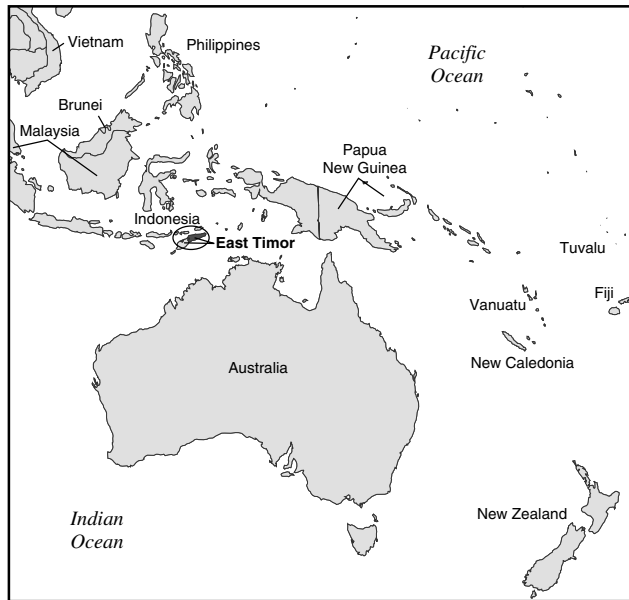 Vietnam
Philippines
Pacific
Ocean
Brunei
Malaysia
Papua
New Guinea
Indonesia
East Timor
Tuvalu
Vanuatu
Fiji
New Caledonia
Australia
Indian
Ocean
New Zealand